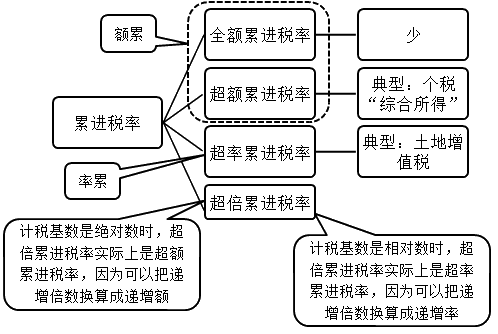 额累
全额累进税率
少
超额累进税率
典型：个税
“综合所得”
累进税率
超率累进税率
典型：土地增
值税
率累
超倍累进税率
计税基数是绝对数时，超
倍累进税率实际上是超额
累进税率，因为可以把递
增倍数换算成递增额
计税基数是相对数时，超
倍累进税率实际上是超率
累进税率，因为可以把递
增倍数换算成递增率